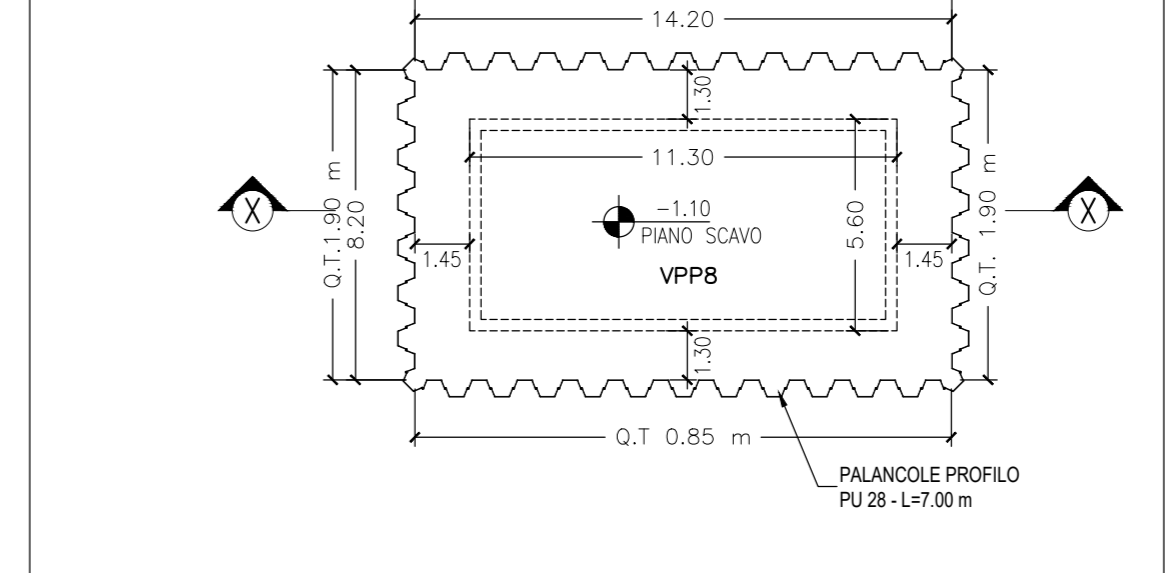 14.20
1.30
11.30
Q.T.1.90 m
8.20
X
-1.10
PIANO SCAVO
VPP8
5.60
1.45
1.45
Q.T. 1.90 m
X
1.30
Q.T 0.85 m
PALANCOLE PROFILO
PU 28 - L=7.00 m